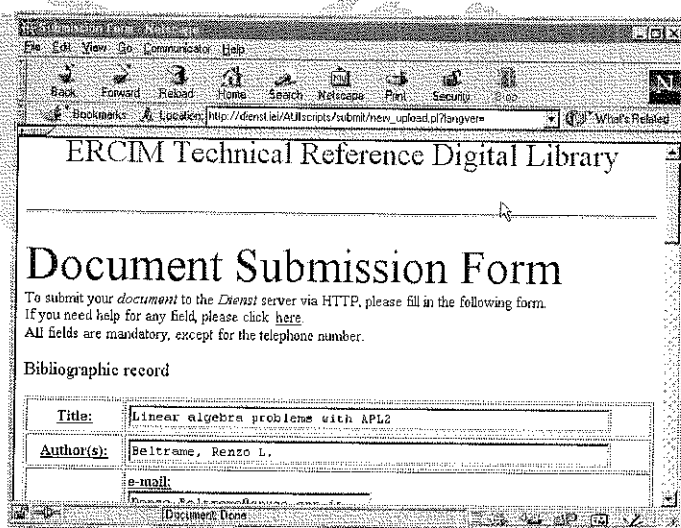 Submission Form - Netscape
File Edit View Go Communicator Help
Back Forward Reload Home Search Netscape Print Security Stop
Bookmarks Location: http://dienst.iei/AUIscripts/submit/new_upload.pl?langver= What's Related
ERCIM Technical Reference Digital Library
Document Submission Form
To submit your document to the Dienst server via HTTP, please fill in the following form.
If you need help for any field, please click here.
All fields are mandatory, except for the telephone number.
Bibliographic record
Title: Linear algebra problems with APL2
Author(s): Beltrame, Renzo L.
e-mail:
Document: Done